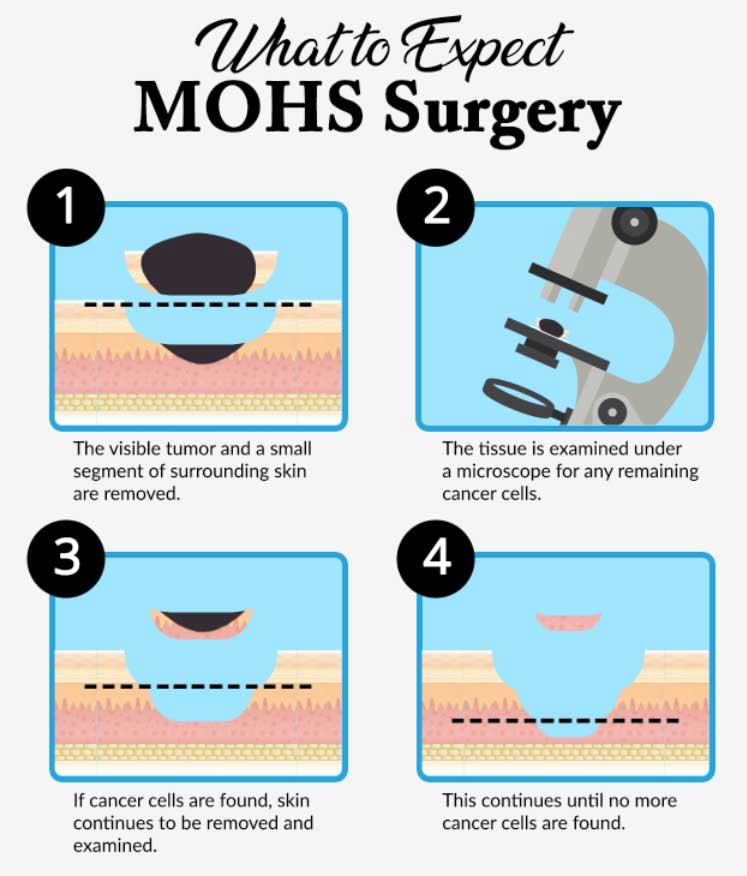 What to Expect
MOHS Surgery
1
The visible tumor and a small
segment of surrounding skin
are removed.
2
The tissue is examined under
a microscope for any remaining
cancer cells.
3
If cancer cells are found, skin
continues to be removed and
examined.
4
This continues until no more
cancer cells are found.